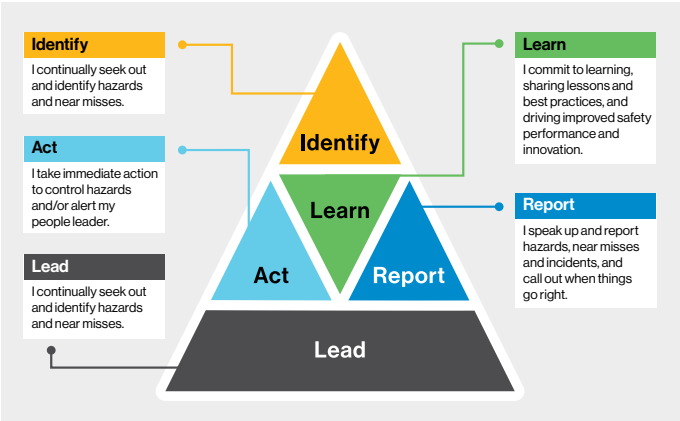 Identify
I continually seek out
and identify hazards
and near misses.
Act
I take immediate action
to control hazards
and/or alert my
people leader.
Lead
I continually seek out
and identify hazards
and near misses.
Identify
Learn
Act
Report
Lead
Learn
I commit to learning,
sharing lessons and
best practices, and
driving improved safety
performance and
innovation.
Report
I speak up and report
hazards, near misses
and incidents, and
call out when things
go right.